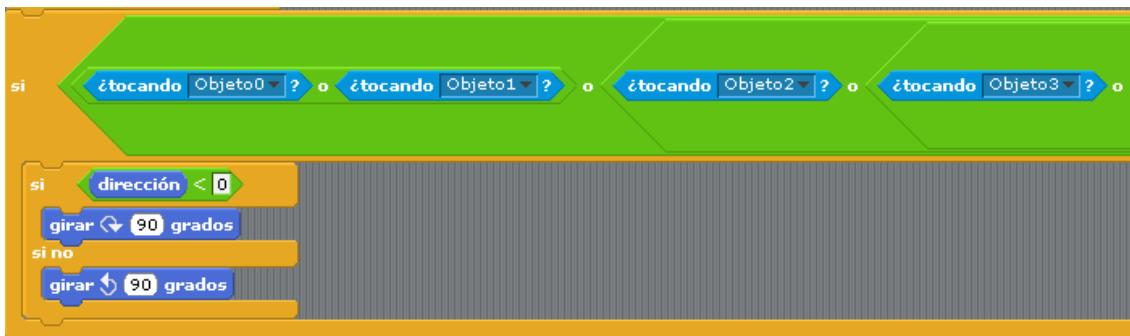 si ¿tocando Objeto0 ? o ¿tocando Objeto1 ? o ¿tocando Objeto2 ? o ¿tocando Objeto3 ? o
si dirección < 0
girar 90 grados
si no
girar 90 grados